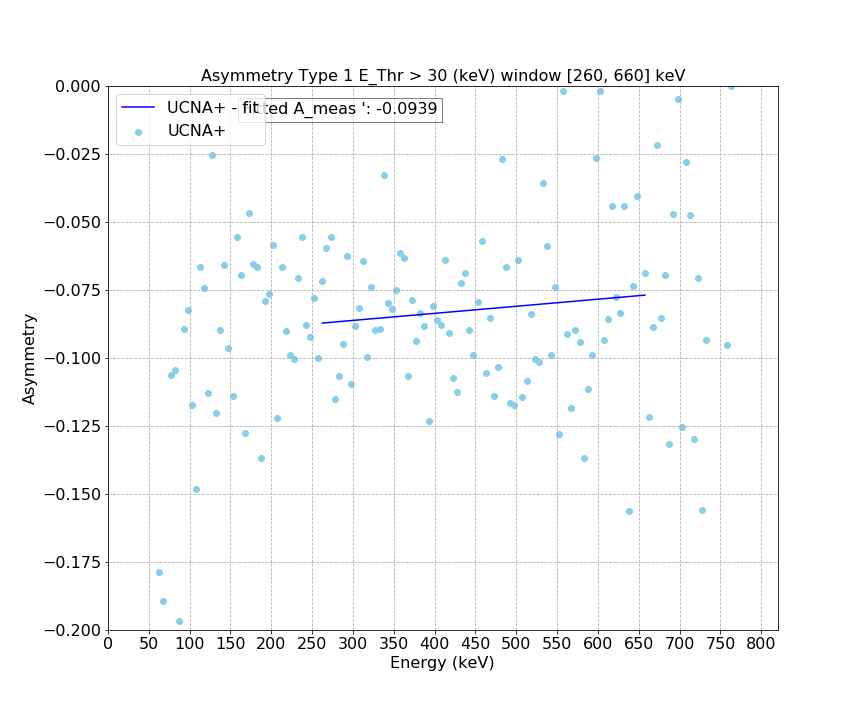 Asymmetry Type 1 E_Thr > 30 (keV) window [260, 660] keV
0.000
−0.025
−0.050
−0.075
−0.100
−0.125
−0.150
−0.175
−0.200
Asymmetry
UCNA+ - fit
ted A_meas ': -0.0939
UCNA+
0 50 100 150 200 250 300 350 400 450 500 550 600 650 700 750 800
Energy (keV)